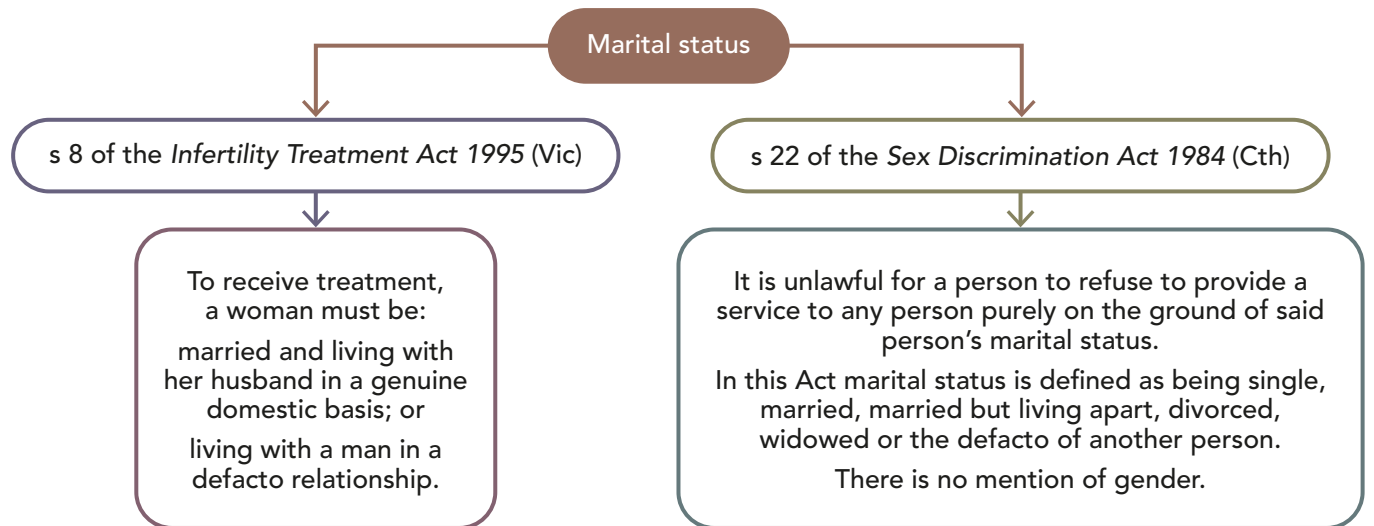 Marital status
s 8 of the Infertility Treatment Act 1995 (Vic)
To receive treatment,
a woman must be:
married and living with
her husband in a genuine
domestic basis; or
living with a man in a
defacto relationship.
s 22 of the Sex Discrimination Act 1984 (Cth)
It is unlawful for a person to refuse to provide a
service to any person purely on the ground of said
person’s marital status.
In this Act marital status is defined as being single,
married, married but living apart, divorced,
widowed or the defacto of another person.
There is no mention of gender.